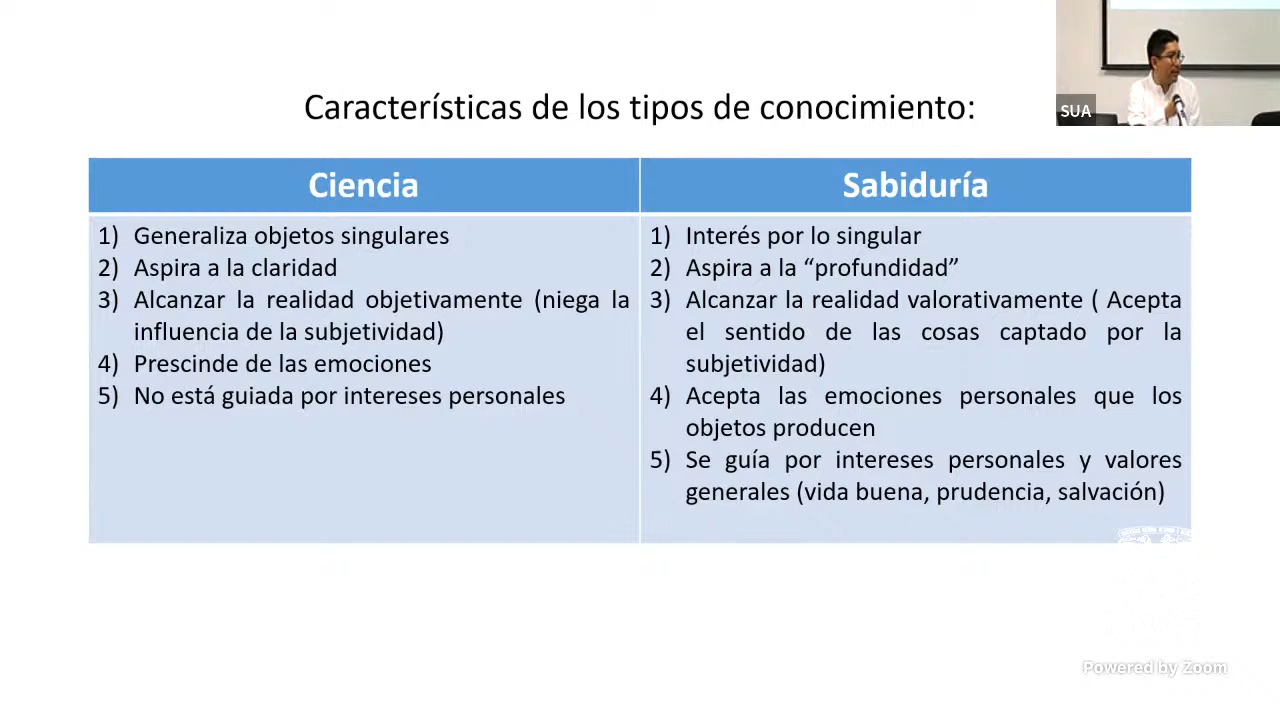 SUA
Características de los tipos de conocimiento:
Ciencia
1) Generaliza objetos singulares
2) Aspira a la claridad
3) Alcanzar la realidad objetivamente (niega la
influencia de la subjetividad)
4) Prescinde de las emociones
5) No está guiada por intereses personales
Sabiduría
1) Interés por lo singular
2) Aspira a la “profundidad”
3) Alcanzar la realidad valorativamente ( Acepta
el sentido de las cosas captado por la
subjetividad)
4) Acepta las emociones personales que los
objetos producen
5) Se guía por intereses personales y valores
generales (vida buena, prudencia, salvación)
Powered by Zoom